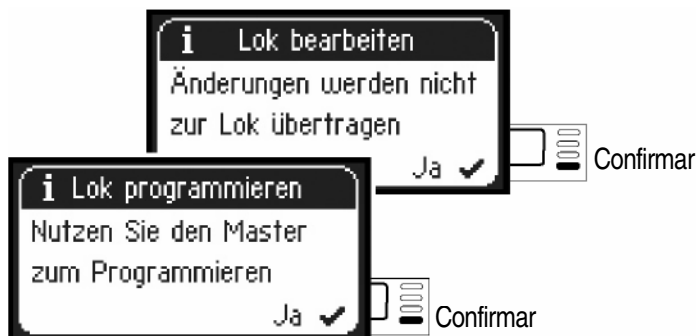 i Lok bearbeiten
Änderungen werden nicht
zur Lok übertragen
Ja ✔
Confirmar
i Lok programmieren
Nutzen Sie den Master
zum Programmieren
Ja ✔
Confirmar